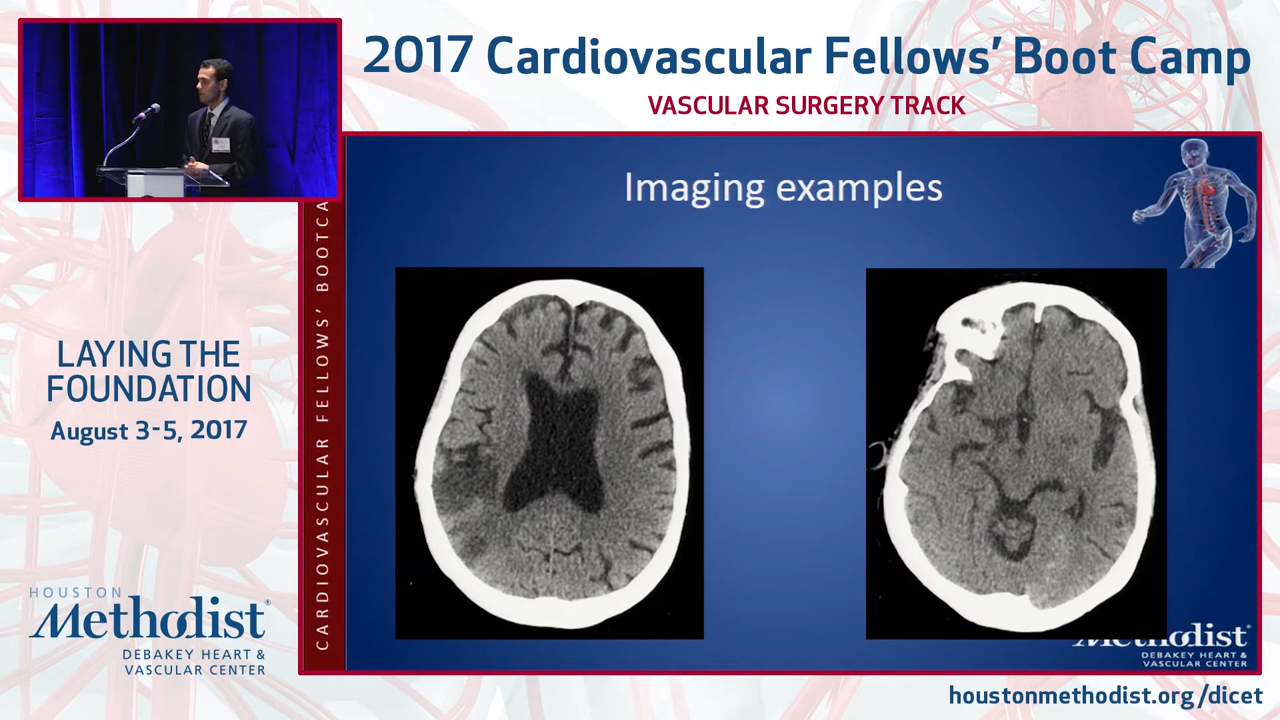 2017 Cardiovascular Fellows' Boot Camp
VASCULAR SURGERY TRACK
Imaging examples
CARDIOVASCULAR FELLOWS' BOOTCA
LAYING THE
FOUNDATION
August 3-5, 2017
HOUSTON
Methodist®
DEBAKEY HEART &
VASCULAR CENTER
Methodist®
DEBAKEY HEART &
VASCULAR CENTER
houstonmethodist.org/dicet